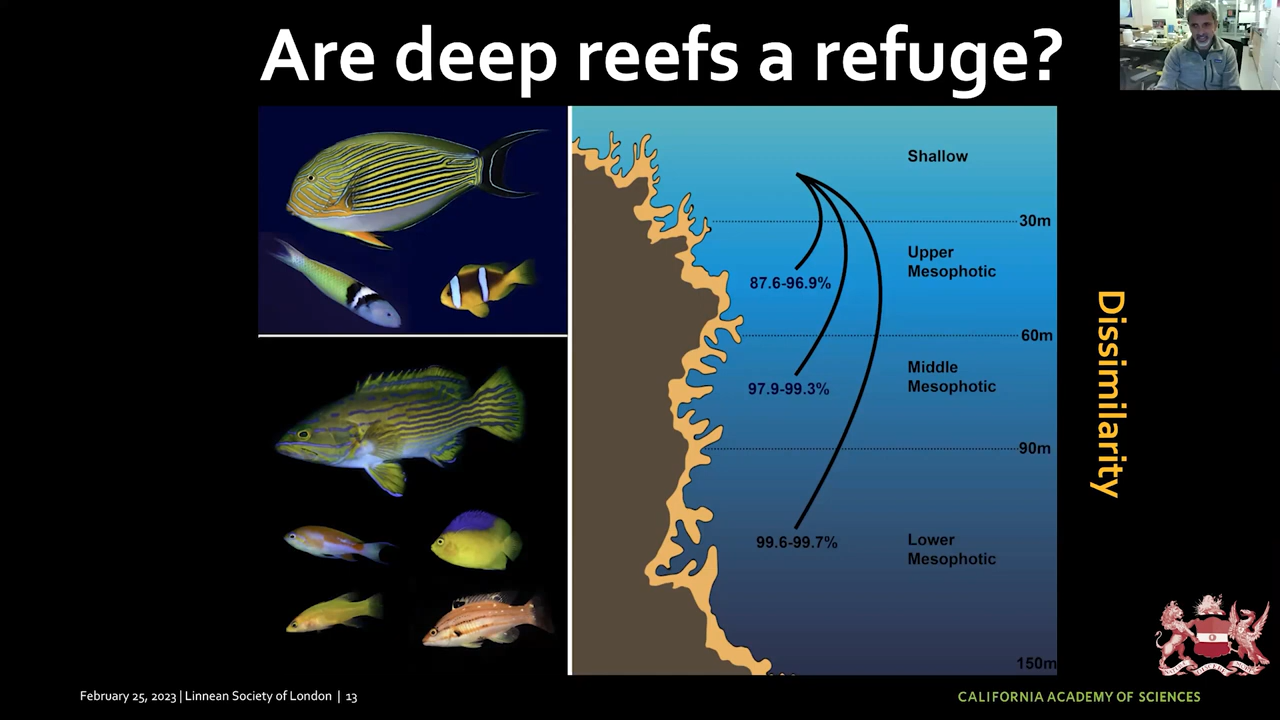 Are deep reefs a refuge?
Shallow
30m
Upper
Mesophotic
87.6-96.9%
60m
Middle
Mesophotic
97.9-99.3%
90m
Lower
Mesophotic
99.6-99.7%
150m
Dissimilarity
February 25, 2023 | Linnean Society of London | 13
CALIFORNIA ACADEMY OF SCIENCES